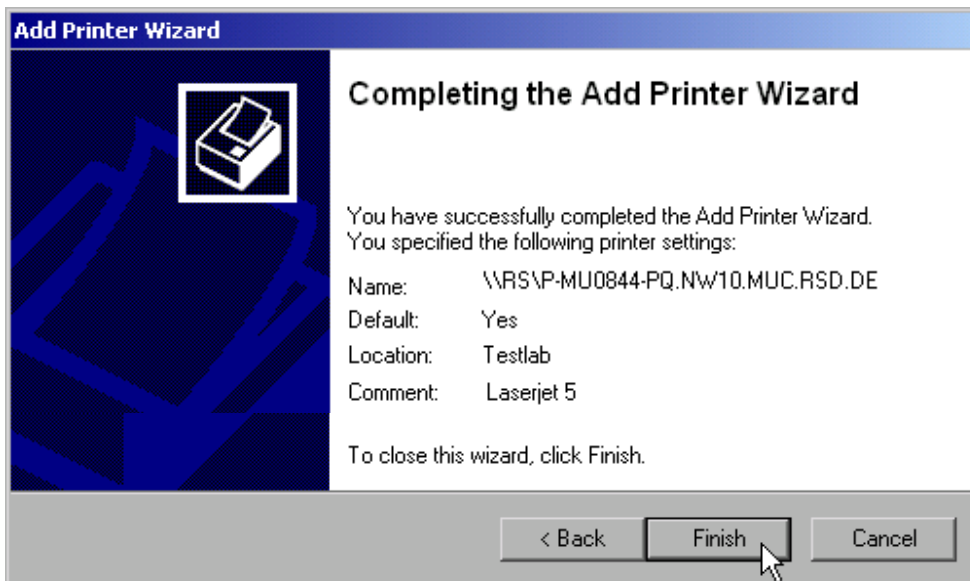 Add Printer Wizard
Completing the Add Printer Wizard
You have successfully completed the Add Printer Wizard.
You specified the following printer settings:
Name: \\RS\P-MU0844-PQ.NW10.MUC.RSD.DE
Default: Yes
Location: Testlab
Comment: Laserjet 5
To close this wizard, click Finish.
< Back Finish Cancel